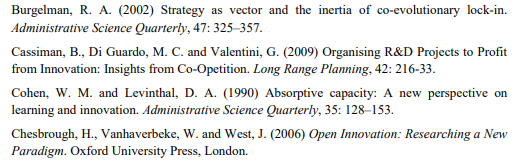 Burgelman, R. A. (2002) Strategy as vector and the inertia of co-evolutionary lock-in.
Administrative Science Quarterly, 47: 325–357.
Cassiman, B., Di Guardo, M. C. and Valentini, G. (2009) Organising R&D Projects to Profit
from Innovation: Insights from Co-Opetition. Long Range Planning, 42: 216-33.
Cohen, W. M. and Levinthal, D. A. (1990) Absorptive capacity: A new perspective on
learning and innovation. Administrative Science Quarterly, 35: 128–153.
Chesbrough, H., Vanhaverbeke, W. and West, J. (2006) Open Innovation: Researching a New
Paradigm. Oxford University Press, London.